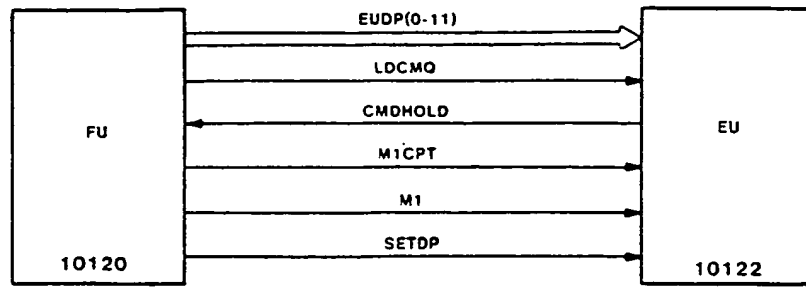 EUDP(0-11)
LDCMQ
CMDHOLD
FU
EU
M1CPT
M1
SETDP
10120
10122